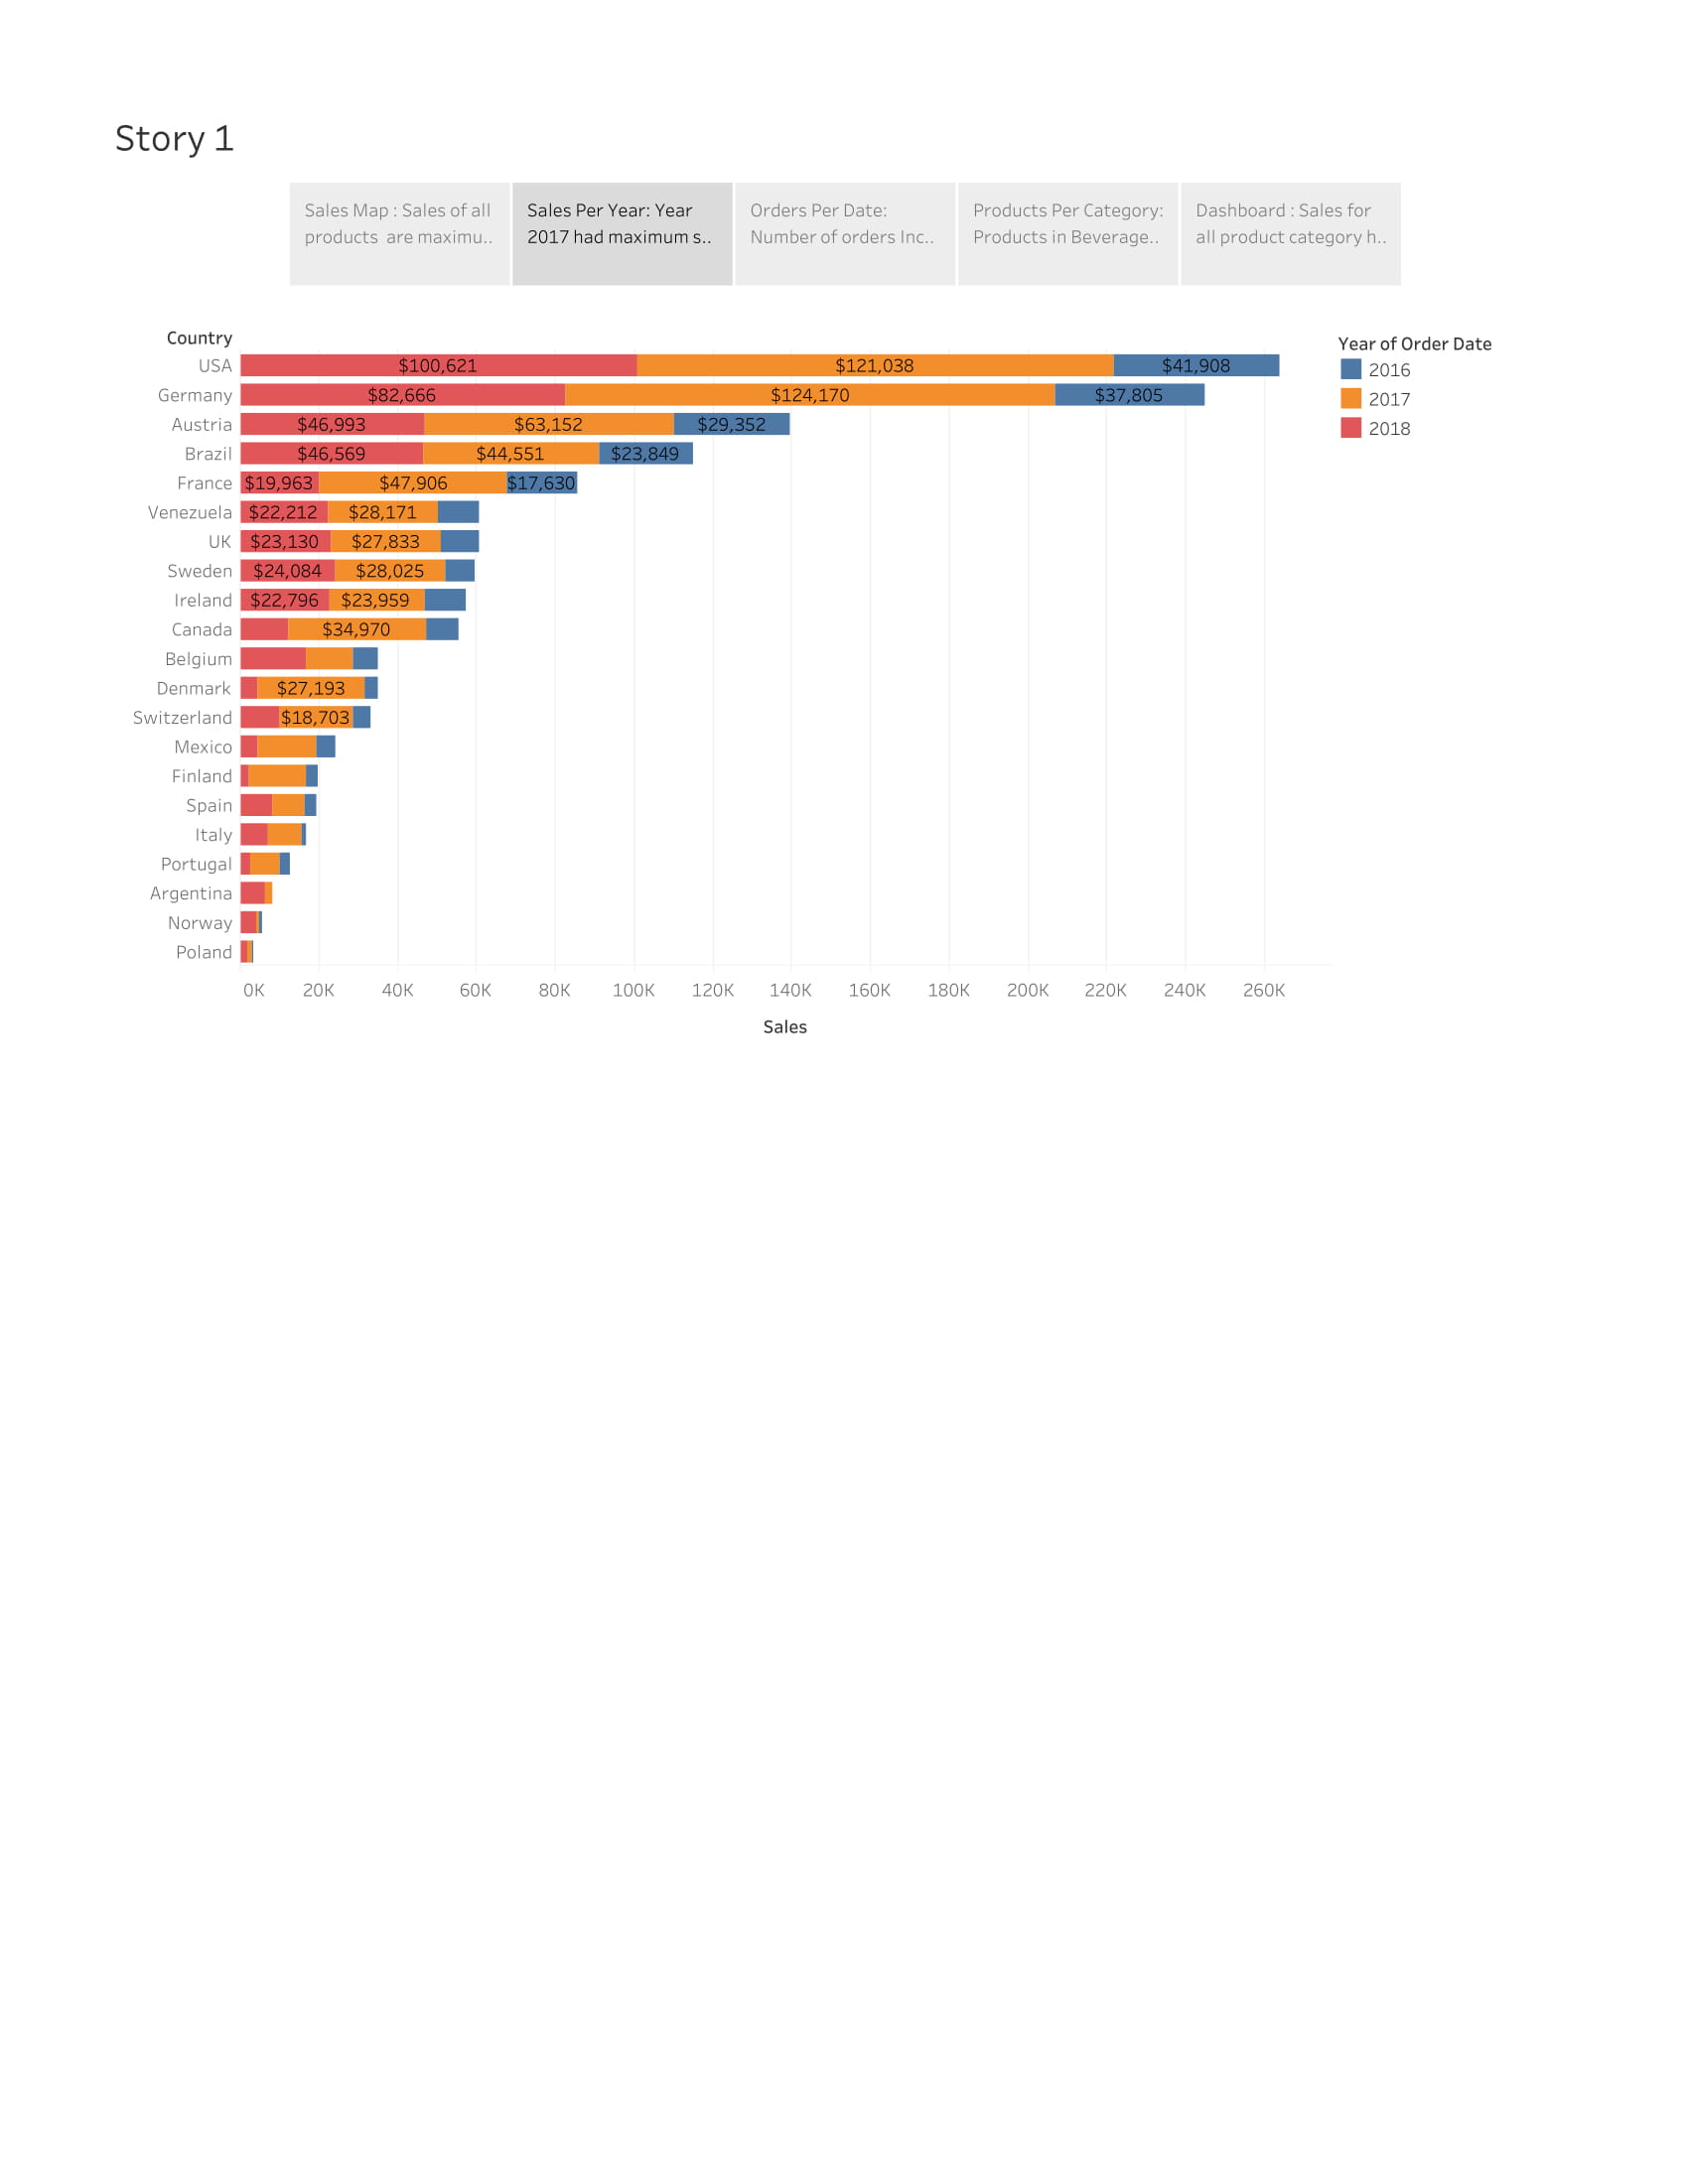 Story 1
Sales Map : Sales of all
products  are maximu..
Sales Per Year: Year
2017 had maximum s..
Orders Per Date:
Number of orders Inc..
Products Per Category:
Products in Beverage..
Dashboard : Sales for
all product category h..
Country
USA $100,621 $121,038 $41,908
Germany $82,666 $124,170 $37,805
Austria $46,993 $63,152 $29,352
Brazil $46,569 $44,551 $23,849
France $19,963 $47,906 $17,630
Venezuela $22,212 $28,171
UK $23,130 $27,833
Sweden $24,084 $28,025
Ireland $22,796 $23,959
Canada $34,970
Belgium
Denmark $27,193
Switzerland $18,703
Mexico
Finland
Spain
Italy
Portugal
Argentina
Norway
Poland
0K 20K 40K 60K 80K 100K 120K 140K 160K 180K 200K 220K 240K 260K
Sales
Year of Order Date
2016
2017
2018